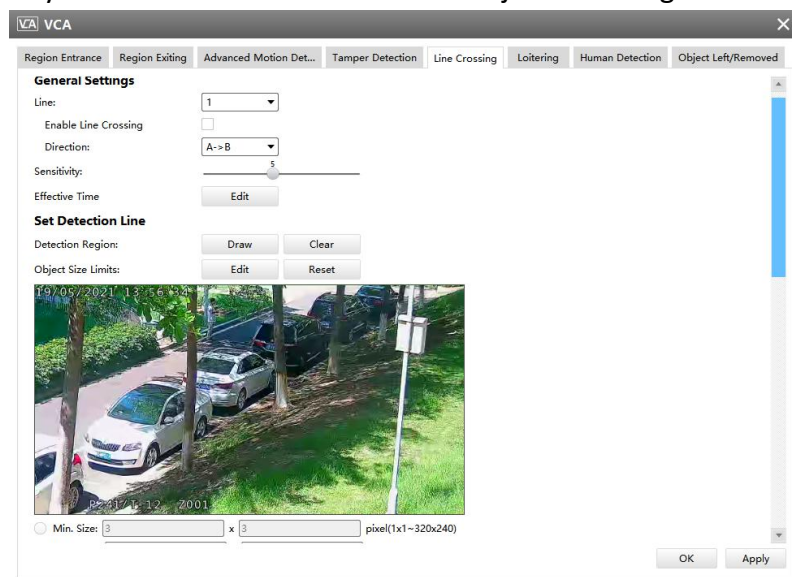 VCA VCA ×
Region Entrance Region Exiting Advanced Motion Det... Tamper Detection Line Crossing Loitering Human Detection Object Left/Removed
General Settings
Line: 1
Enable Line Crossing
Direction: A->B
5
Sensitivity:
Effective Time Edit
Set Detection Line
Detection Region: Draw Clear
Object Size Limits: Edit Reset
19/05/2021 13:56:34
Min. Size: 3 x 3 pixel(1x1~320x240)
OK Apply